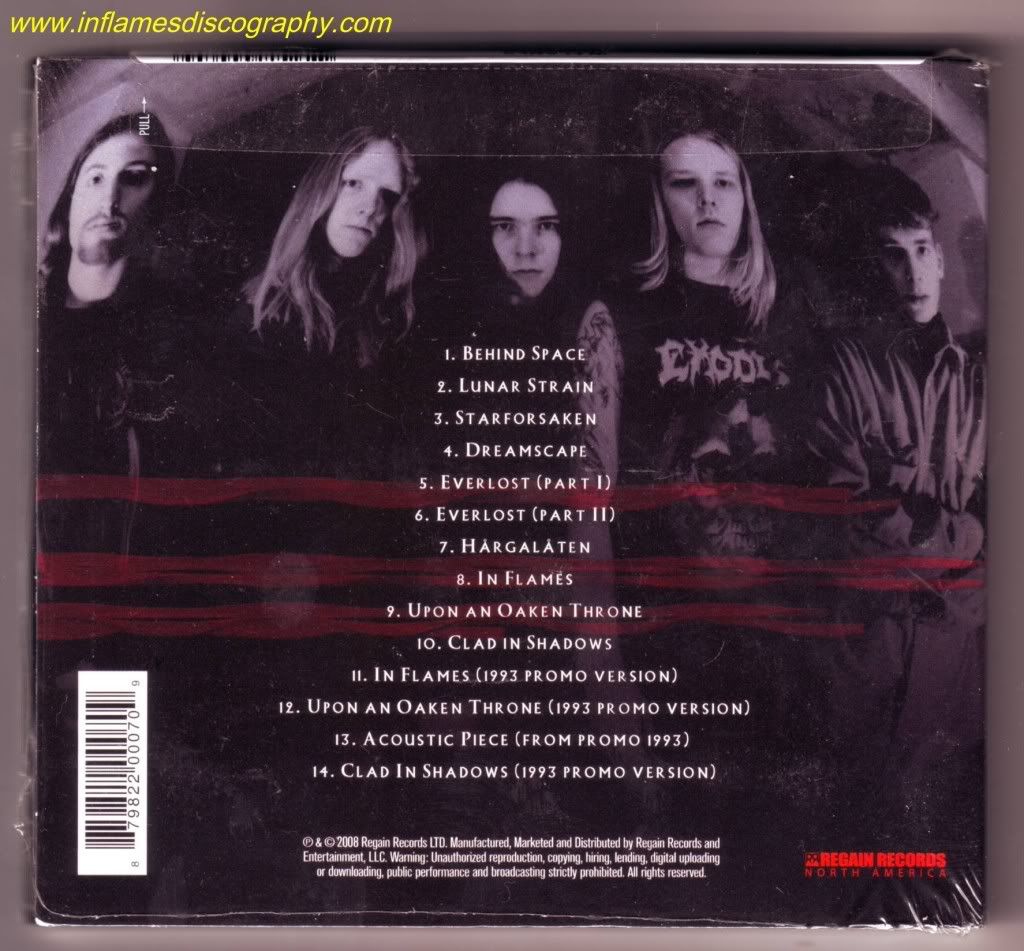 www.inflamesdiscography.com
PULL→
1. BEHIND SPACE
2. LUNAR STRAIN
3. STARFORSAKEN
4. DREAMSCAPE
5. EVERLOST (PART I)
6. EVERLOST (PART II)
7. HÅRGALÅTEN
8. IN FLAMES
9. UPON AN OAKEN THRONE
10. CLAD IN SHADOWS
11. IN FLAMES (1993 PROMO VERSION)
12. UPON AN OAKEN THRONE (1993 PROMO VERSION)
13. ACOUSTIC PIECE (FROM PROMO 1993)
14. CLAD IN SHADOWS (1993 PROMO VERSION)
8 79822 00070 9
℗ & © 2008 Regain Records LTD. Manufactured, Marketed and Distributed by Regain Records and
Entertainment, LLC. Warning: Unauthorized reproduction, copying, hiring, lending, digital uploading
or downloading, public performance and broadcasting strictly prohibited. All rights reserved.
RR REGAIN RECORDS
NORTH AMERICA